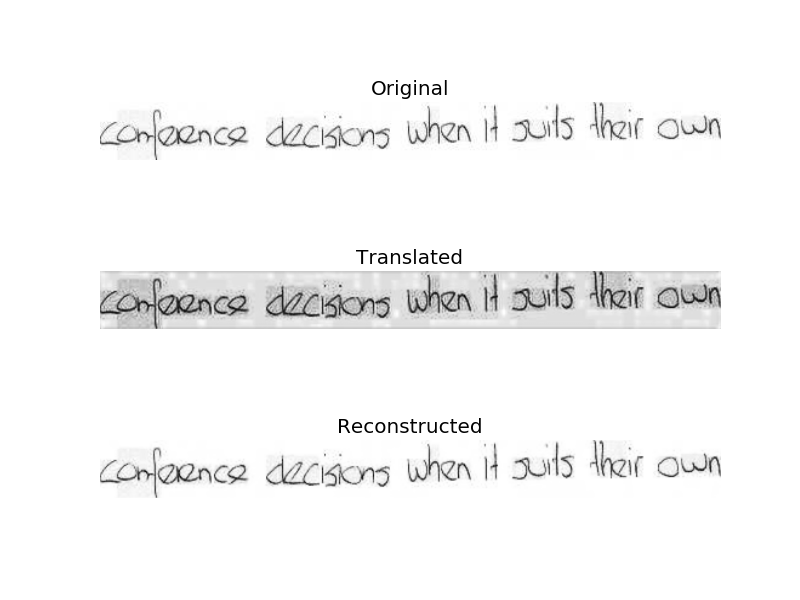 Original
conference decisions when it suits their own
Translated
conference decisions when it suits their own
Reconstructed
conference decisions when it suits their own